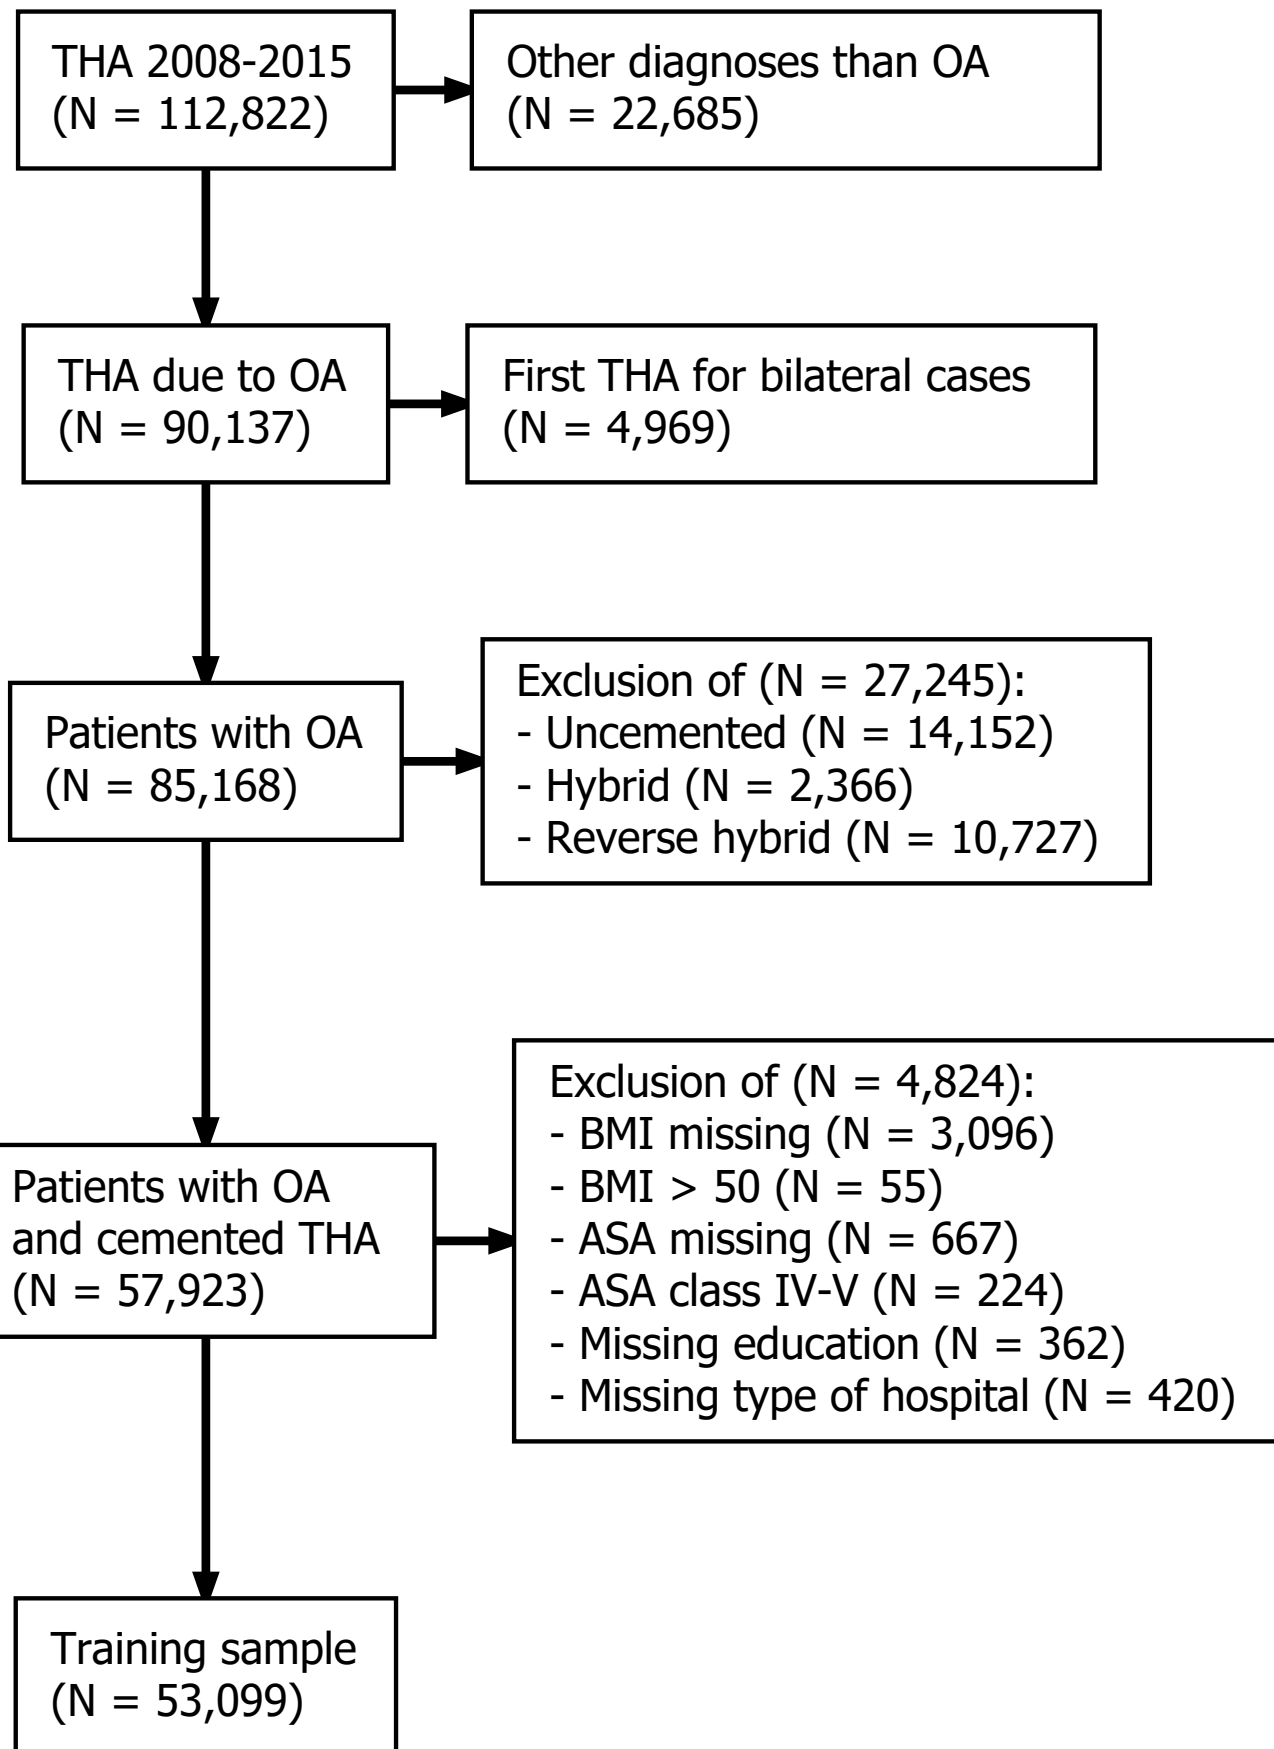 THA 2008-2015
(N = 112,822)
Other diagnoses than OA
(N = 22,685)
THA due to OA
(N = 90,137)
First THA for bilateral cases
(N = 4,969)
Patients with OA
(N = 85,168)
Exclusion of (N = 27,245):
- Uncemented (N = 14,152)
- Hybrid (N = 2,366)
- Reverse hybrid (N = 10,727)
Patients with OA
and cemented THA
(N = 57,923)
Exclusion of (N = 4,824):
- BMI missing (N = 3,096)
- BMI > 50 (N = 55)
- ASA missing (N = 667)
- ASA class IV-V (N = 224)
- Missing education (N = 362)
- Missing type of hospital (N = 420)
Training sample
(N = 53,099)